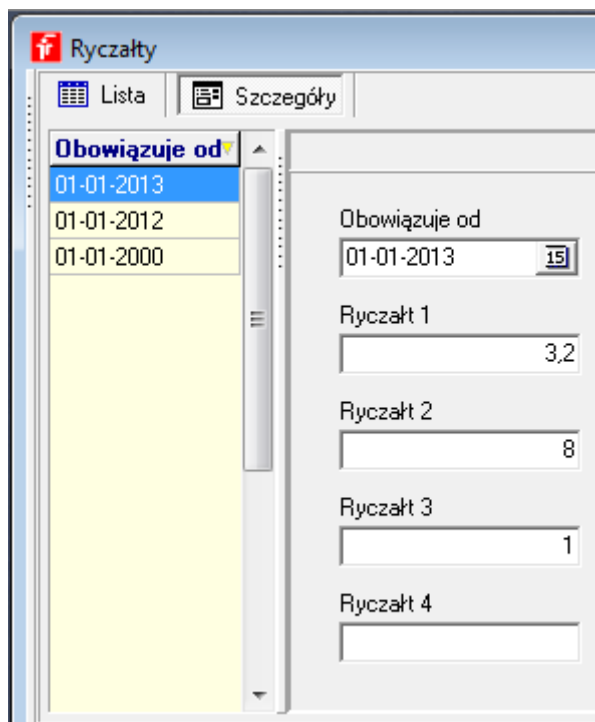 Ryczałty
Lista Szczegóły
Obowiązuje od
01-01-2013
01-01-2012
01-01-2000
Obowiązuje od
01-01-2013 15
Ryczałt 1
3,2
Ryczałt 2
8
Ryczałt 3
1
Ryczałt 4